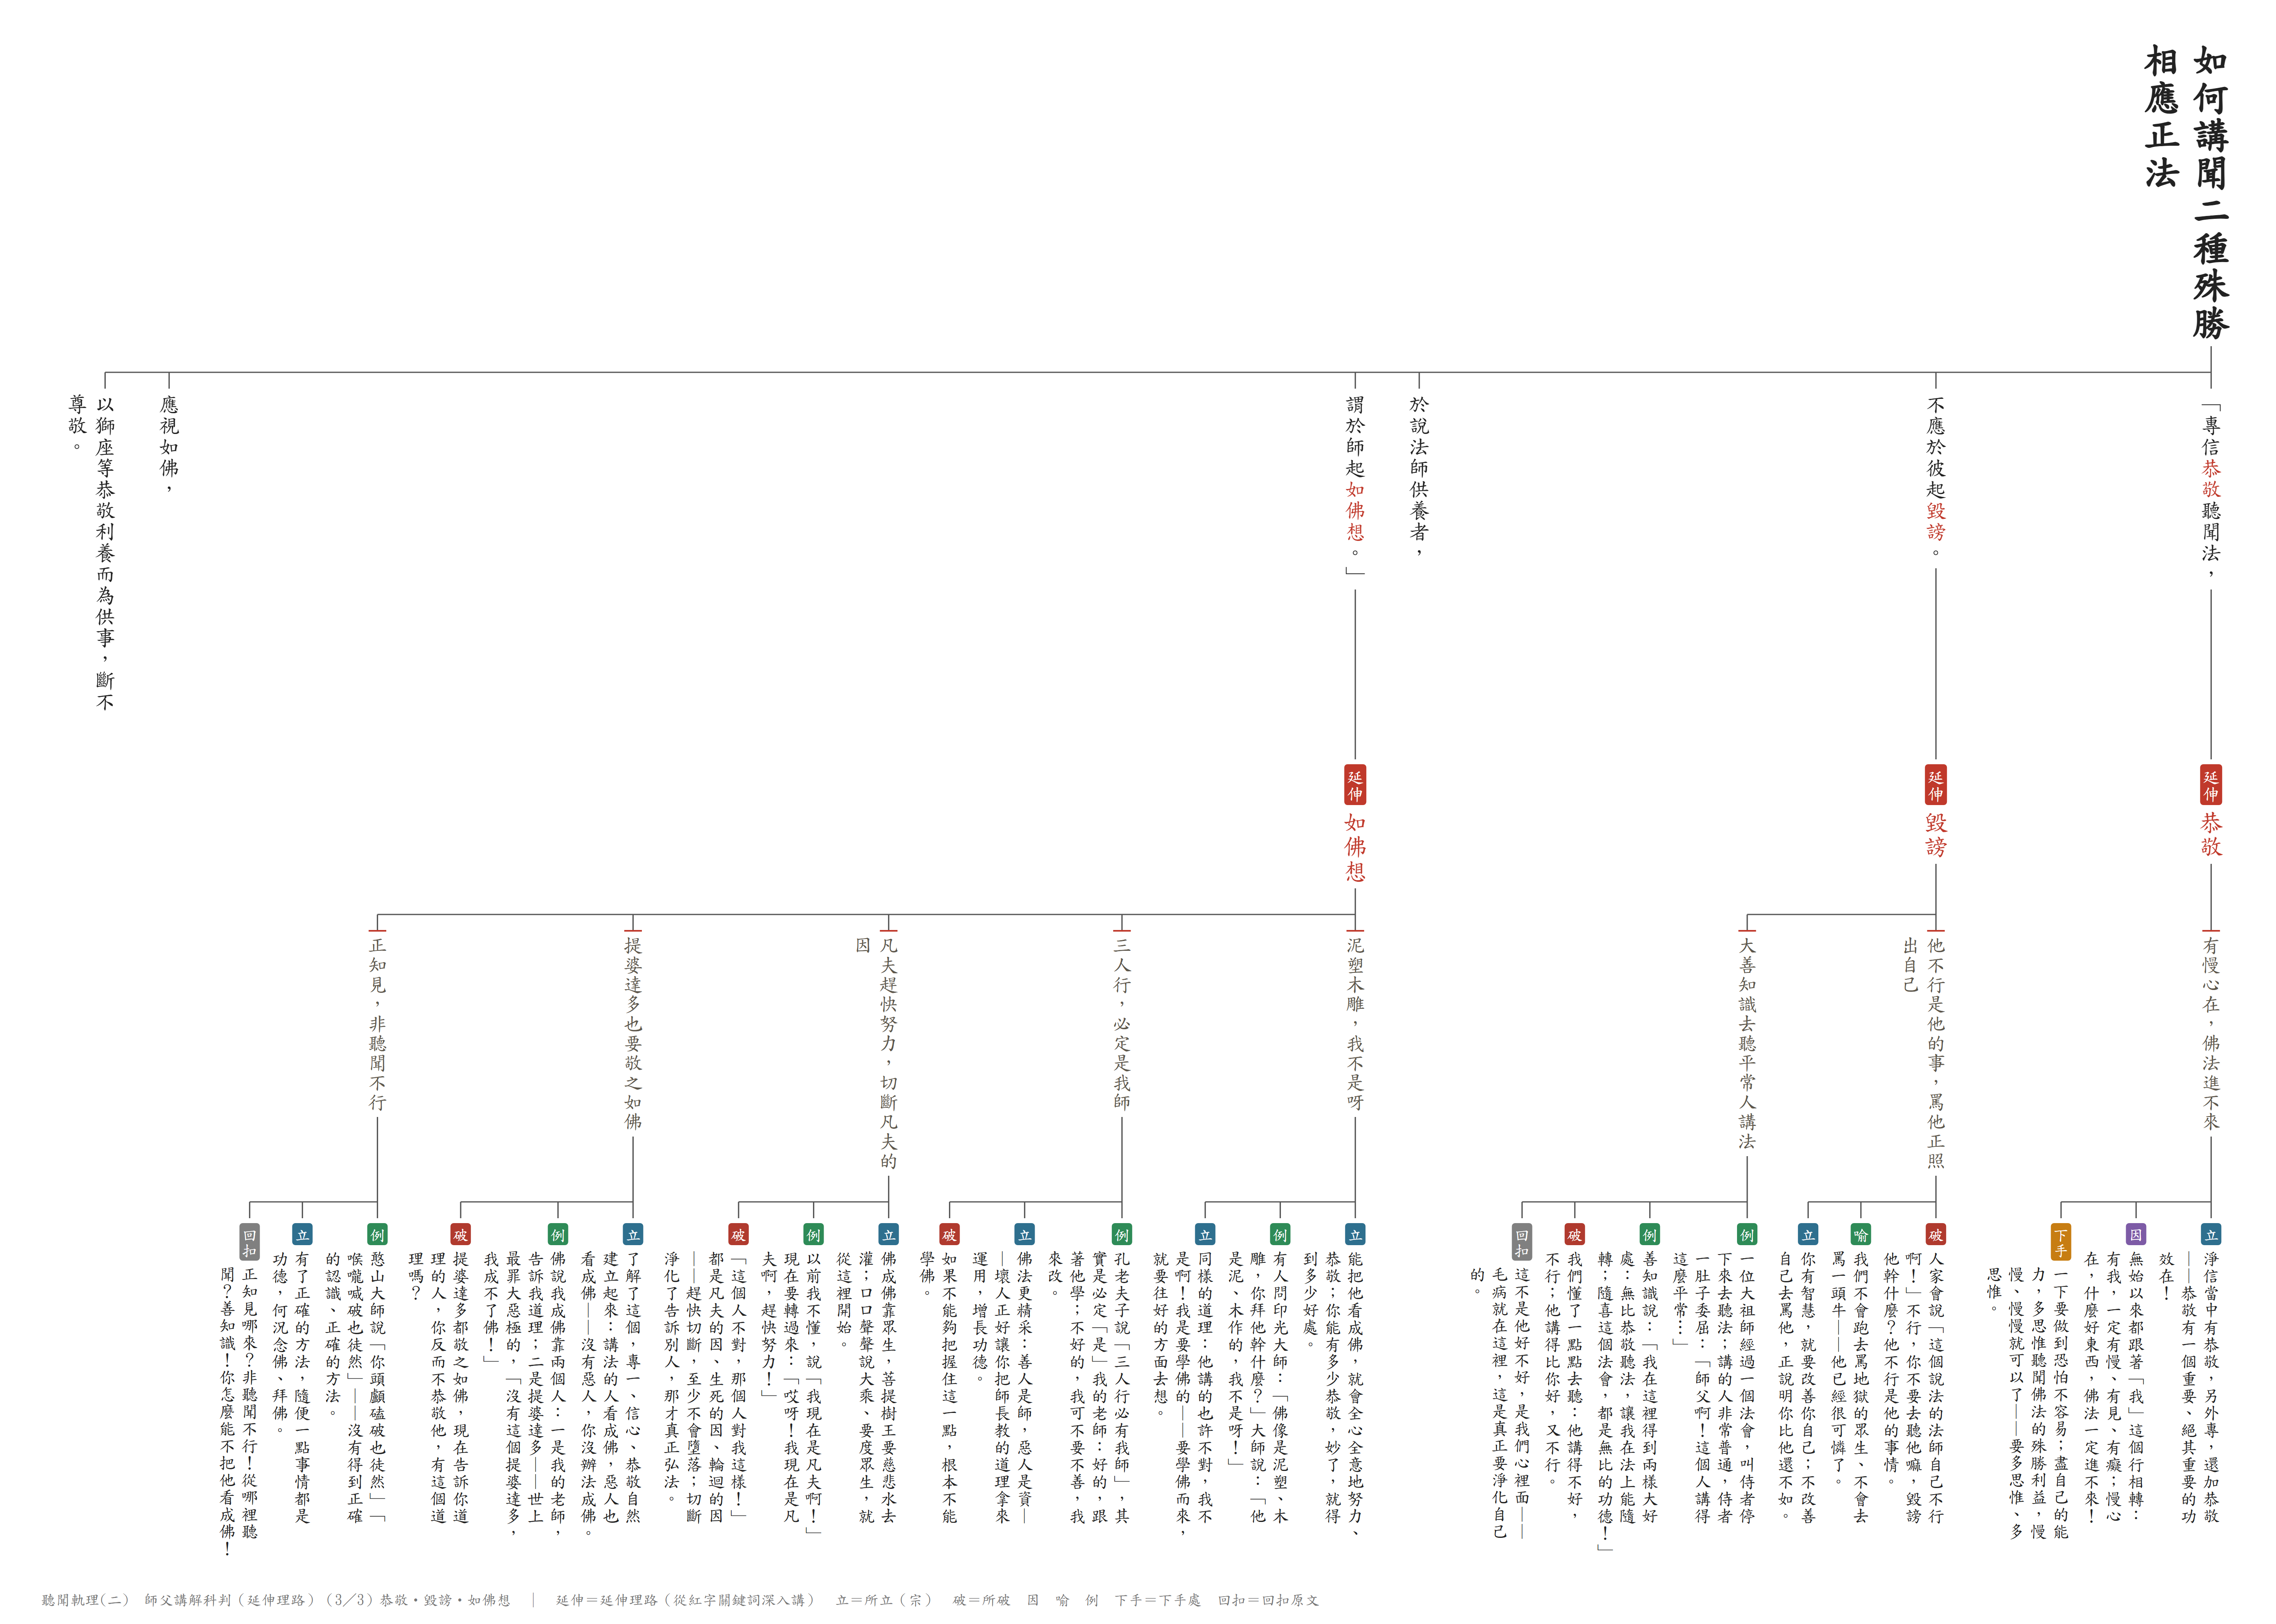 如何講聞二種殊勝
相應正法
「專信恭敬聽聞法，
不應於彼起毀謗。
於說法師供養者，
謂於師起如佛想。」
應視如佛，
以獅座等恭敬利養而為供事，斷不
尊敬。
延伸
恭敬
延伸
毀謗
延伸
如佛想
有慢心在，佛法進不來
他不行是他的事，罵他正照
出自己
大善知識去聽平常人講法
泥塑木雕，我不是呀
三人行，必定是我師
凡夫趕快努力，切斷凡夫的
因
提婆達多也要敬之如佛
正知見，非聽聞不行
立
淨信當中有恭敬，另外專，還加恭敬
——恭敬有一個重要、絕其重要的功
效在！
因
無始以來都跟著「我」這個行相轉：
有我，一定有慢、有見、有癡；慢心
在，什麼好東西，佛法一定進不來！
下手
一下要做到恐怕不容易；盡自己的能
力，多思惟聽聞佛法的殊勝利益，慢
慢、慢慢就可以了——要多思惟、多
思惟。
破
人家會說「這個說法的法師自己不行
啊！」不行，你不要去聽他嘛，毀謗
他幹什麼？他不行是他的事情。
喻
我們不會跑去罵地獄的眾生、不會去
罵一頭牛——他已經很可憐了。
立
你有智慧，就要改善你自己；不改善
自己去罵他，正說明你比他還不如。
例
一位大祖師經過一個法會，叫侍者停
下來去聽法；講的人非常普通，侍者
一肚子委屈：「師父啊！這個人講得
這麼平常…」
例
善知識說：「我在這裡得到兩樣大好
處：無比恭敬聽法，讓我在法上能隨
轉；隨喜這個法會，都是無比的功德！」
破
我們懂了一點點去聽：他講得不好，
不行；他講得比你好，又不行。
回扣
這不是他好不好，是我們心裡面——
毛病就在這裡，這是真正要淨化自己
的。
立
能把他看成佛，就會全心全意地努力、
恭敬；你能有多少恭敬，妙了，就得
到多少好處。
例
有人問印光大師：「佛像是泥塑、木
雕，你拜他幹什麼？」大師說：「他
是泥、木作的，我不是呀！」
立
同樣的道理：他講的也許不對，我不
是啊！我是要學佛的——要學佛而來，
就要往好的方面去想。
例
孔老夫子說「三人行必有我師」，其
實是必定「是」我的老師：好的，跟
著他學；不好的，我可不要不善，我
來改。
立
佛法更精采：善人是師，惡人是資—
—壞人正好讓你把師長教的道理拿來
運用，增長功德。
破
如果不能夠把握住這一點，根本不能
學佛。
立
佛成佛靠眾生，菩提樹王要慈悲水去
灌；口口聲聲說大乘、要度眾生，就
從這裡開始。
例
以前我不懂，說「我現在是凡夫啊！」
現在要轉過來：「哎呀！我現在是凡
夫啊，趕快努力！」
破
「這個人不對，那個人對我這樣！」
都是凡夫的因、生死的因、輪迴的因
——趕快切斷，至少不會墮落；切斷
淨化了告訴別人，那才真正弘法。
立
了解了這個，專一、信心、恭敬自然
建立起來：講法的人看成佛，惡人也
看成佛——沒有惡人，你沒辦法成佛。
例
佛說我成佛靠兩個人：一是我的老師，
告訴我道理；二是提婆達多——世上
最罪大惡極的，「沒有這個提婆達多，
我成不了佛！」
破
提婆達多都敬之如佛，現在告訴你道
理的人，你反而不恭敬他，有這個道
理嗎？
例
憨山大師說「你頭顱磕破也徒然」「
喉嚨喊破也徒然」——沒有得到正確
的認識、正確的方法。
立
有了正確的方法，隨便一點事情都是
功德，何況念佛、拜佛。
回扣
正知見哪來？非聽聞不行！從哪裡聽
聞？善知識！你怎麼能不把他看成佛！
聽聞軌理(二)　師父講解科判（延伸理路）（3／3）恭敬・毀謗・如佛想　｜　延伸＝延伸理路（從紅字關鍵詞深入講）　立＝所立（宗）　破＝所破　因　喻　例　下手＝下手處　回扣＝回扣原文